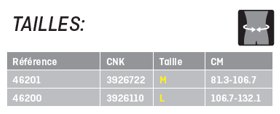 TAILLES:
Référence CNK Taille CM
46201 3926722 M 81.3-106.7
46200 3926110 L 106.7-132.1